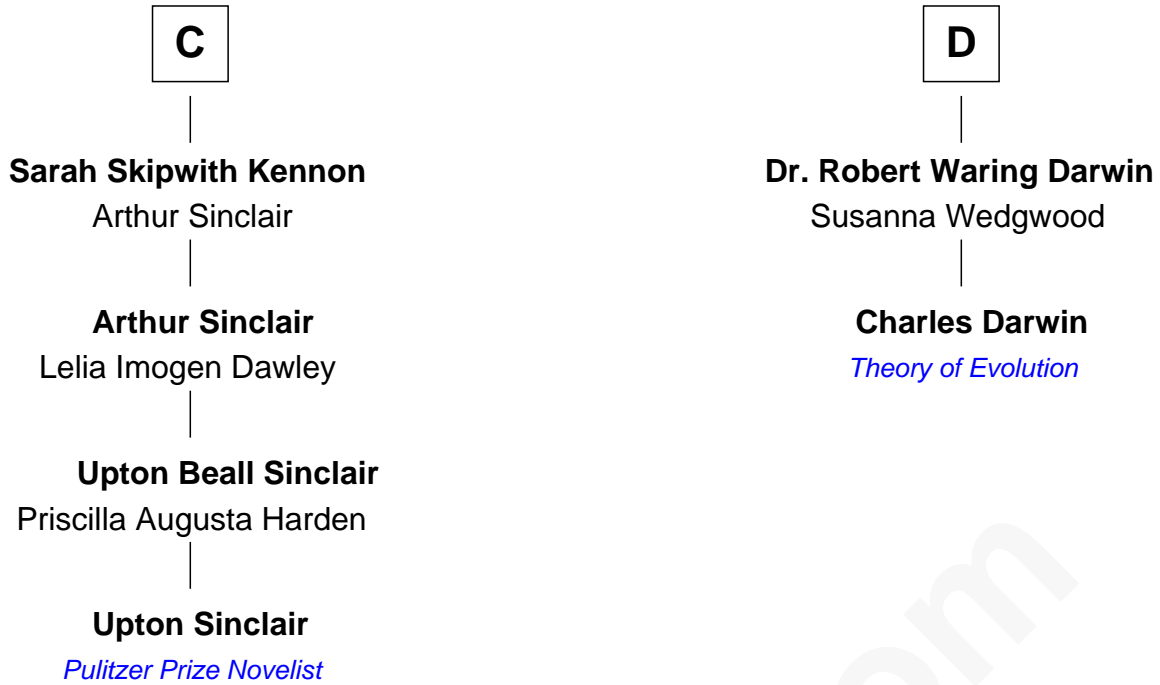 C
Sarah Skipwith Kennon
Arthur Sinclair
Arthur Sinclair
Lelia Imogen Dawley
Upton Beall Sinclair
Priscilla Augusta Harden
Upton Sinclair
Pulitzer Prize Novelist
D
Dr. Robert Waring Darwin
Susanna Wedgwood
Charles Darwin
Theory of Evolution
om